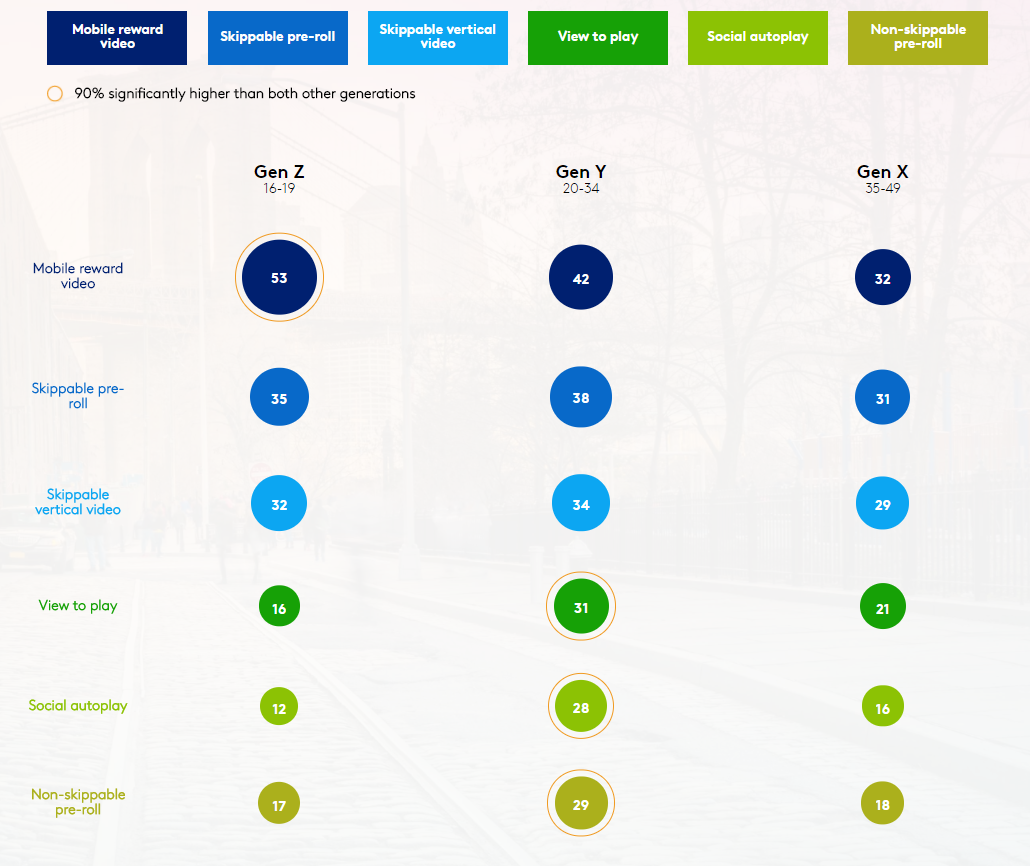 Mobile reward
video
Skippable pre-roll
Skippable vertical
video
View to play
Social autoplay
Non-skippable
pre-roll
90% significantly higher than both other generations
Gen Z
16-19
Gen Y
20-34
Gen X
35-49
Mobile reward
video
53
42
32
Skippable pre-
roll
35
38
31
Skippable
vertical video
32
34
29
View to play
16
31
21
Social autoplay
12
28
16
Non-skippable
pre-roll
17
29
18